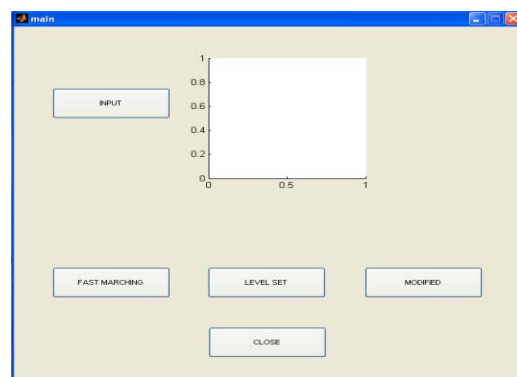 main
1
0.8
INPUT
0.6
0.4
0.2
0
0 0.5 1
FAST MARCHING LEVEL SET MODIFIED
CLOSE